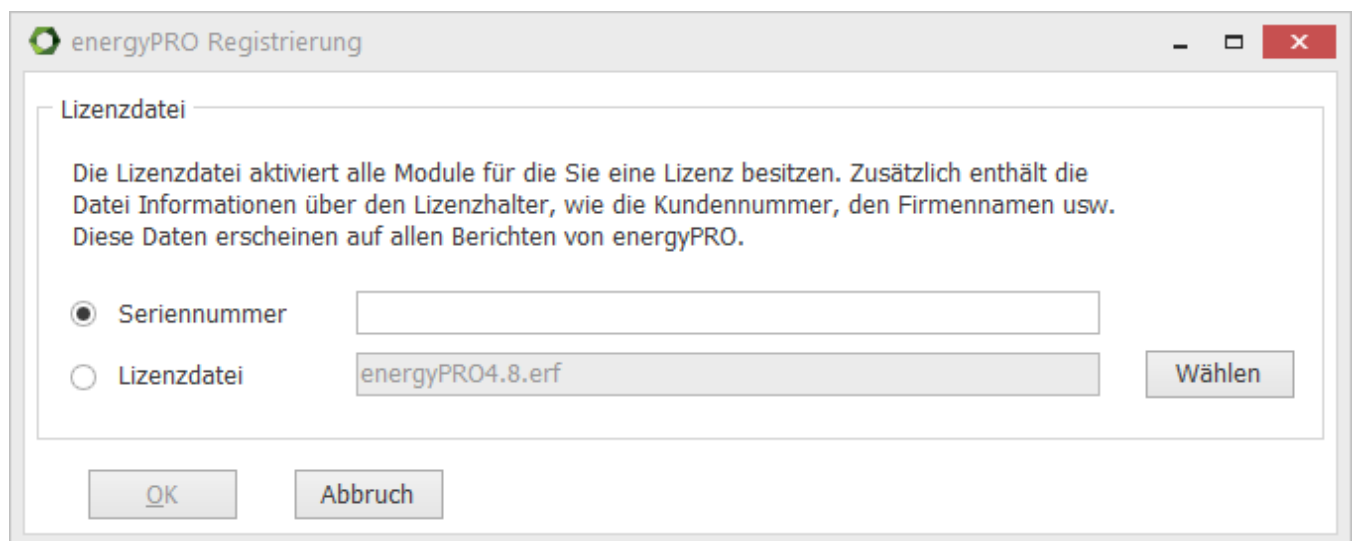 energyPRO Registrierung
Lizenzdatei
Die Lizenzdatei aktiviert alle Module für die Sie eine Lizenz besitzen. Zusätzlich enthält die
Datei Informationen über den Lizenzhalter, wie die Kundennummer, den Firmennamen usw.
Diese Daten erscheinen auf allen Berichten von energyPRO.
Seriennummer
Lizenzdatei energyPRO4.8.erf Wählen
OK Abbruch